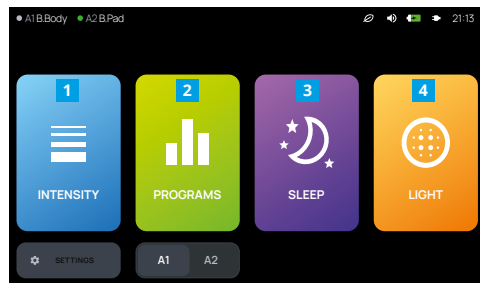 A1 B.Body A2 B.Pad 21:13
1 2 3 4
INTENSITY PROGRAMS SLEEP LIGHT
SETTINGS A1 A2